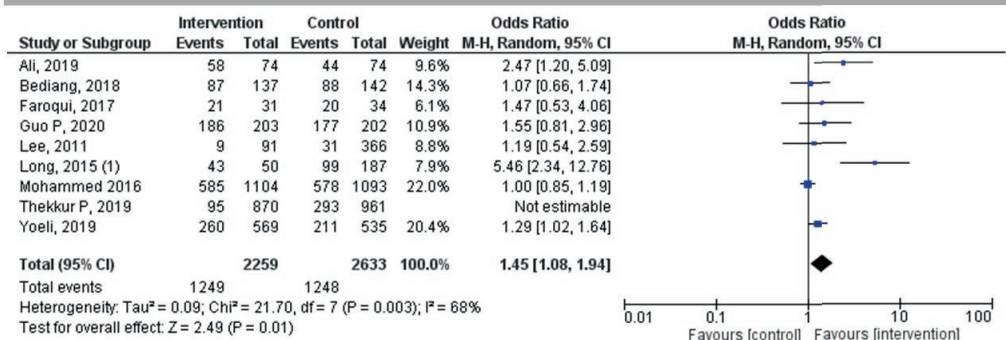 Intervention Control Odds Ratio Odds Ratio
Study or Subgroup Events Total Events Total Weight M-H, Random, 95% CI M-H, Random, 95% CI
Ali, 2019 58 74 44 74 9.6% 2.47 [1.20, 5.09]
Bediang, 2018 87 137 88 142 14.3% 1.07 [0.66, 1.74]
Faroqui, 2017 21 31 20 34 6.1% 1.47 [0.53, 4.06]
Guo P, 2020 186 203 177 202 10.9% 1.55 [0.81, 2.96]
Lee, 2011 9 91 31 366 8.8% 1.19 [0.54, 2.59]
Long, 2015 (1) 43 50 99 187 7.9% 5.46 [2.34, 12.76]
Mohammed 2016 585 1104 578 1093 22.0% 1.00 [0.85, 1.19]
Thekkur P, 2019 95 870 293 961 Not estimable
Yoeli, 2019 260 569 211 535 20.4% 1.29 [1.02, 1.64]
Total (95% CI) 2259 2633 100.0% 1.45 [1.08, 1.94]
Total events 1249 1248
Heterogeneity: Tau² = 0.09; Chi² = 21.70, df = 7 (P = 0.003); I² = 68%
Test for overall effect: Z = 2.49 (P = 0.01)
0.01 0.1 1 10 100
Favours [control] Favours [intervention]